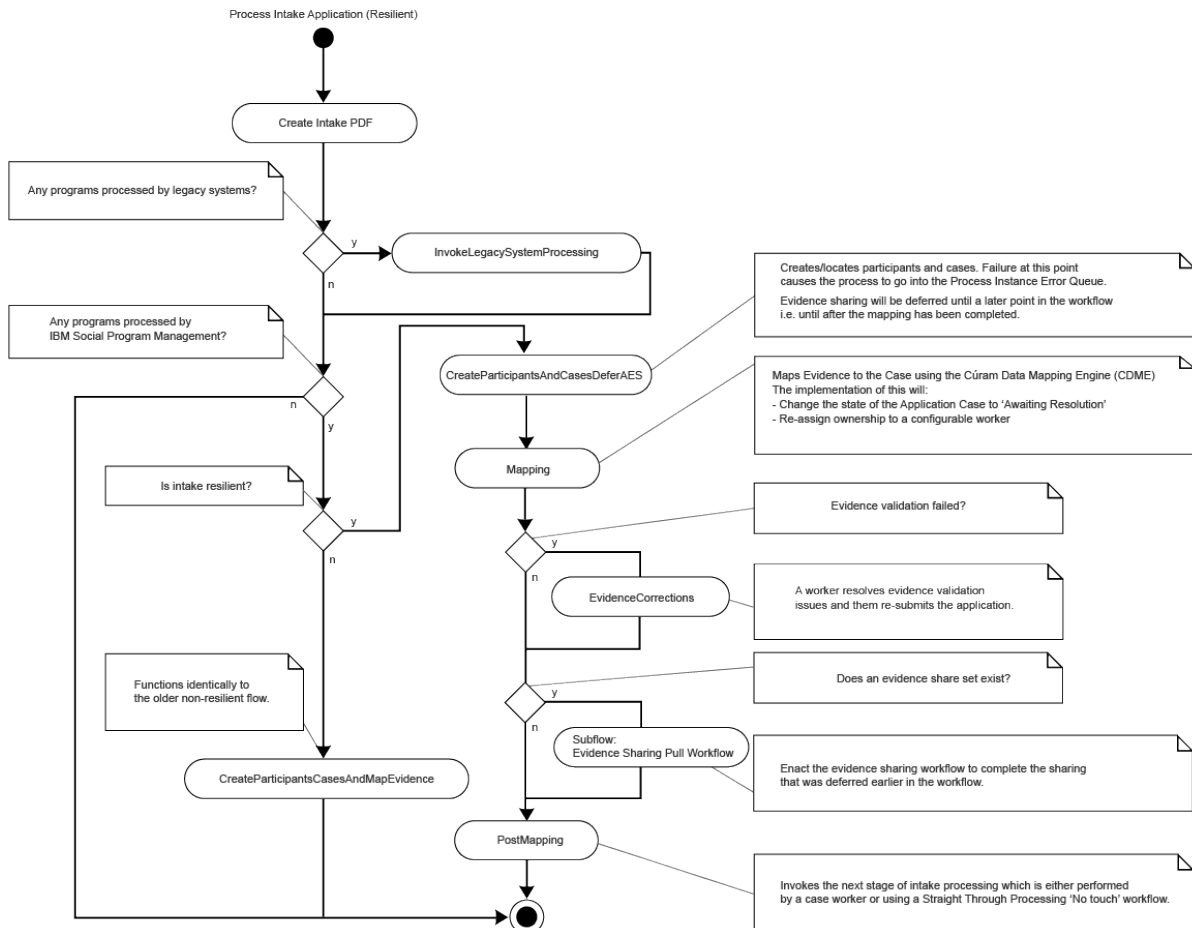 Process Intake Application (Resilient)
Create Intake PDF
Any programs processed by legacy systems?
y
InvokeLegacySystemProcessing
n
Creates/locates participants and cases. Failure at this point
causes the process to go into the Process Instance Error Queue.
Evidence sharing will be deferred until a later point in the workflow
i.e. until after the mapping has been completed.
Any programs processed by
IBM Social Program Management?
CreateParticipantsAndCasesDeferAES
n
y
Maps Evidence to the Case using the Cúram Data Mapping Engine (CDME)
The implementation of this will:
- Change the state of the Application Case to ‘Awaiting Resolution’
- Re-assign ownership to a configurable worker
Mapping
Is intake resilient?
y
n
Evidence validation failed?
y
n
EvidenceCorrections
A worker resolves evidence validation
issues and them re-submits the application.
Does an evidence share set exist?
Functions identically to
the older non-resilient flow.
y
n
Subflow:
Evidence Sharing Pull Workflow
CreateParticipantsCasesAndMapEvidence
Enact the evidence sharing workflow to complete the sharing
that was deferred earlier in the workflow.
PostMapping
Invokes the next stage of intake processing which is either performed
by a case worker or using a Straight Through Processing ‘No touch’ workflow.